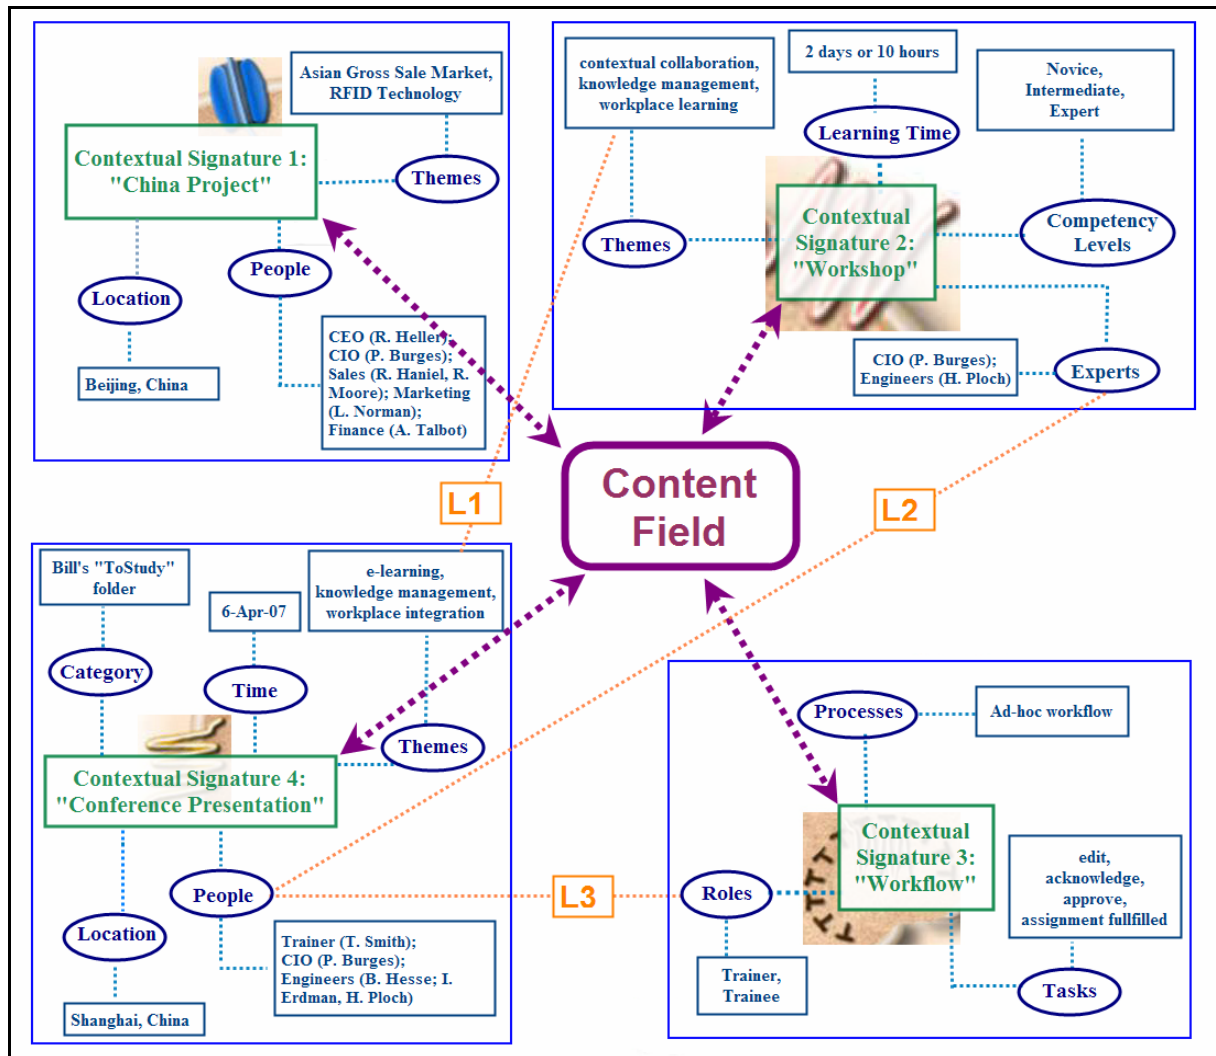 Asian Gross Sale Market,
RFID Technology
Contextual Signature 1:
"China Project"
Themes
People
Location
Beijing, China
CEO (R. Heller);
CIO (P. Burges);
Sales (R. Haniel, R.
Moore); Marketing
(L. Norman);
Finance (A. Talbot)
contextual collaboration,
knowledge management,
workplace learning
2 days or 10 hours
Novice,
Intermediate,
Expert
Learning Time
Themes
Contextual
Signature 2:
"Workshop"
Competency
Levels
CIO (P. Burges);
Engineers (H. Ploch)
Experts
Content
Field
L1
L2
Bill's "ToStudy"
folder
6-Apr-07
e-learning,
knowledge management,
workplace integration
Category
Time
Themes
Contextual Signature 4:
"Conference Presentation"
People
Location
Trainer (T. Smith);
CIO (P. Burges);
Engineers (B. Hesse; I.
Erdman, H. Ploch)
Shanghai, China
L3
Processes
Ad-hoc workflow
Contextual
Signature 3:
"Workflow"
Roles
edit,
acknowledge,
approve,
assignment fullfilled
Trainer,
Trainee
Tasks